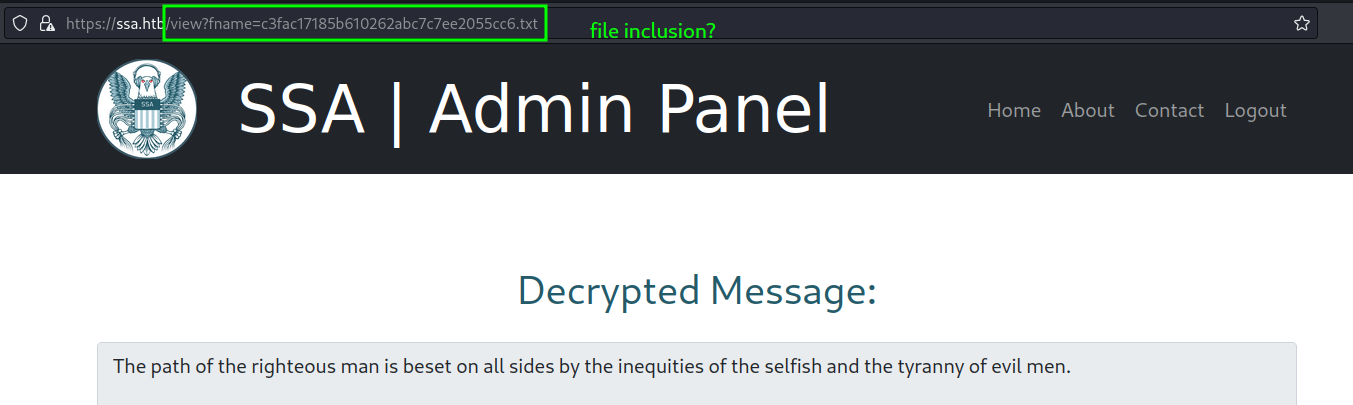 https://ssa.htb/view?fname=c3fac17185b610262abc7c7ee2055cc6.txt
file inclusion?
SSA
SSA | Admin Panel
Home About Contact Logout
Decrypted Message:
The path of the righteous man is beset on all sides by the inequities of the selfish and the tyranny of evil men.